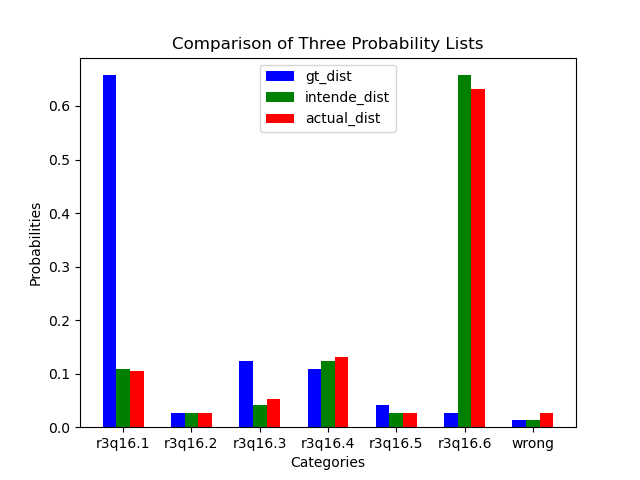 Comparison of Three Probability Lists
gt_dist
intende_dist
actual_dist
Probabilities
0.6
0.5
0.4
0.3
0.2
0.1
0.0
r3q16.1 r3q16.2 r3q16.3 r3q16.4 r3q16.5 r3q16.6 wrong
Categories